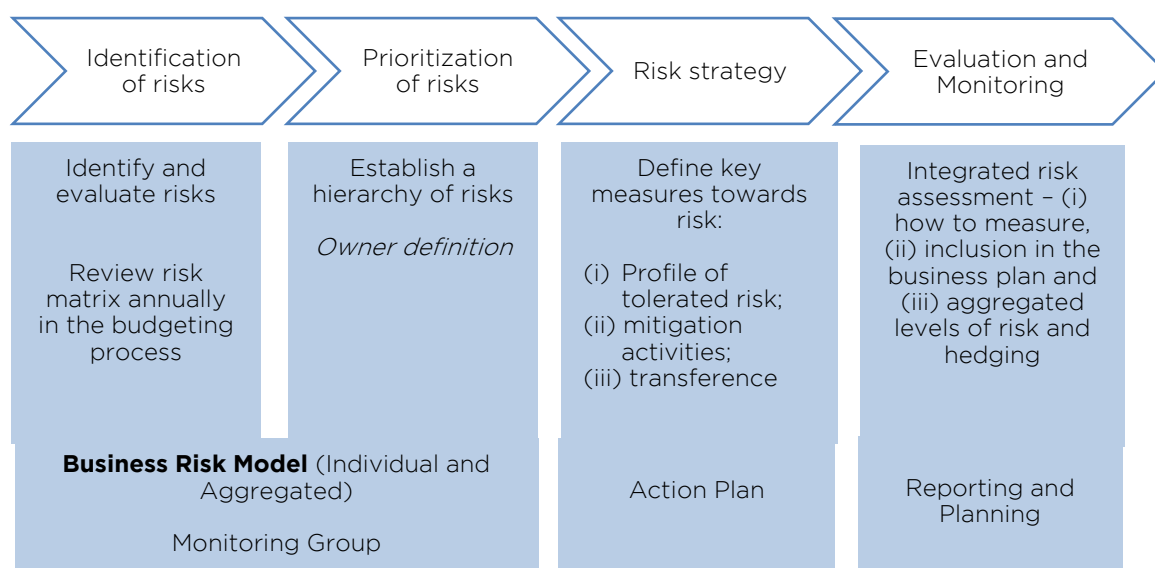 Identification
of risks
Prioritization
of risks
Risk strategy
Evaluation and
Monitoring
Identify and
evaluate risks
Review risk
matrix annually
in the budgeting
process
Establish a
hierarchy of risks
Owner definition
Define key
measures towards
risk:
(i) Profile of
tolerated risk;
(ii) mitigation
activities;
(iii) transference
Integrated risk
assessment – (i)
how to measure,
(ii) inclusion in the
business plan and
(iii) aggregated
levels of risk and
hedging
Business Risk Model (Individual and
Aggregated)
Monitoring Group
Action Plan
Reporting and
Planning